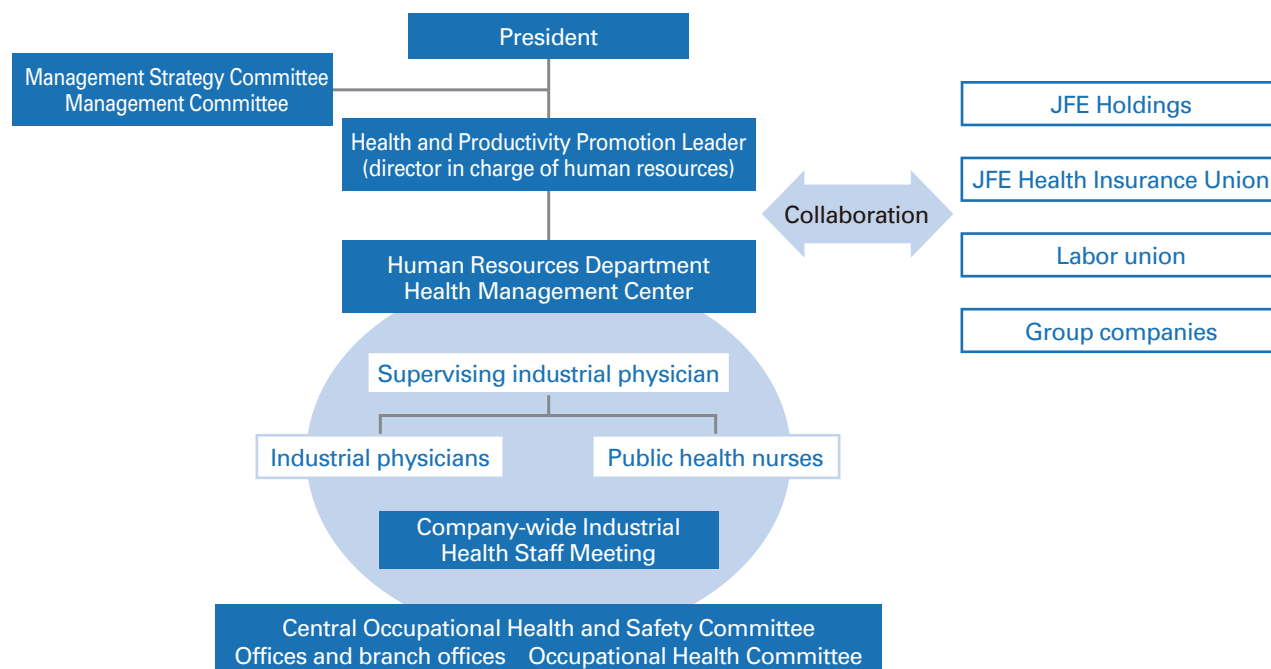 President
Management Strategy Committee
Management Committee
Health and Productivity Promotion Leader
(director in charge of human resources)
Human Resources Department
Health Management Center
Supervising industrial physician
Industrial physicians
Public health nurses
Company-wide Industrial
Health Staff Meeting
Central Occupational Health and Safety Committee
Offices and branch offices Occupational Health Committee
Collaboration
JFE Holdings
JFE Health Insurance Union
Labor union
Group companies